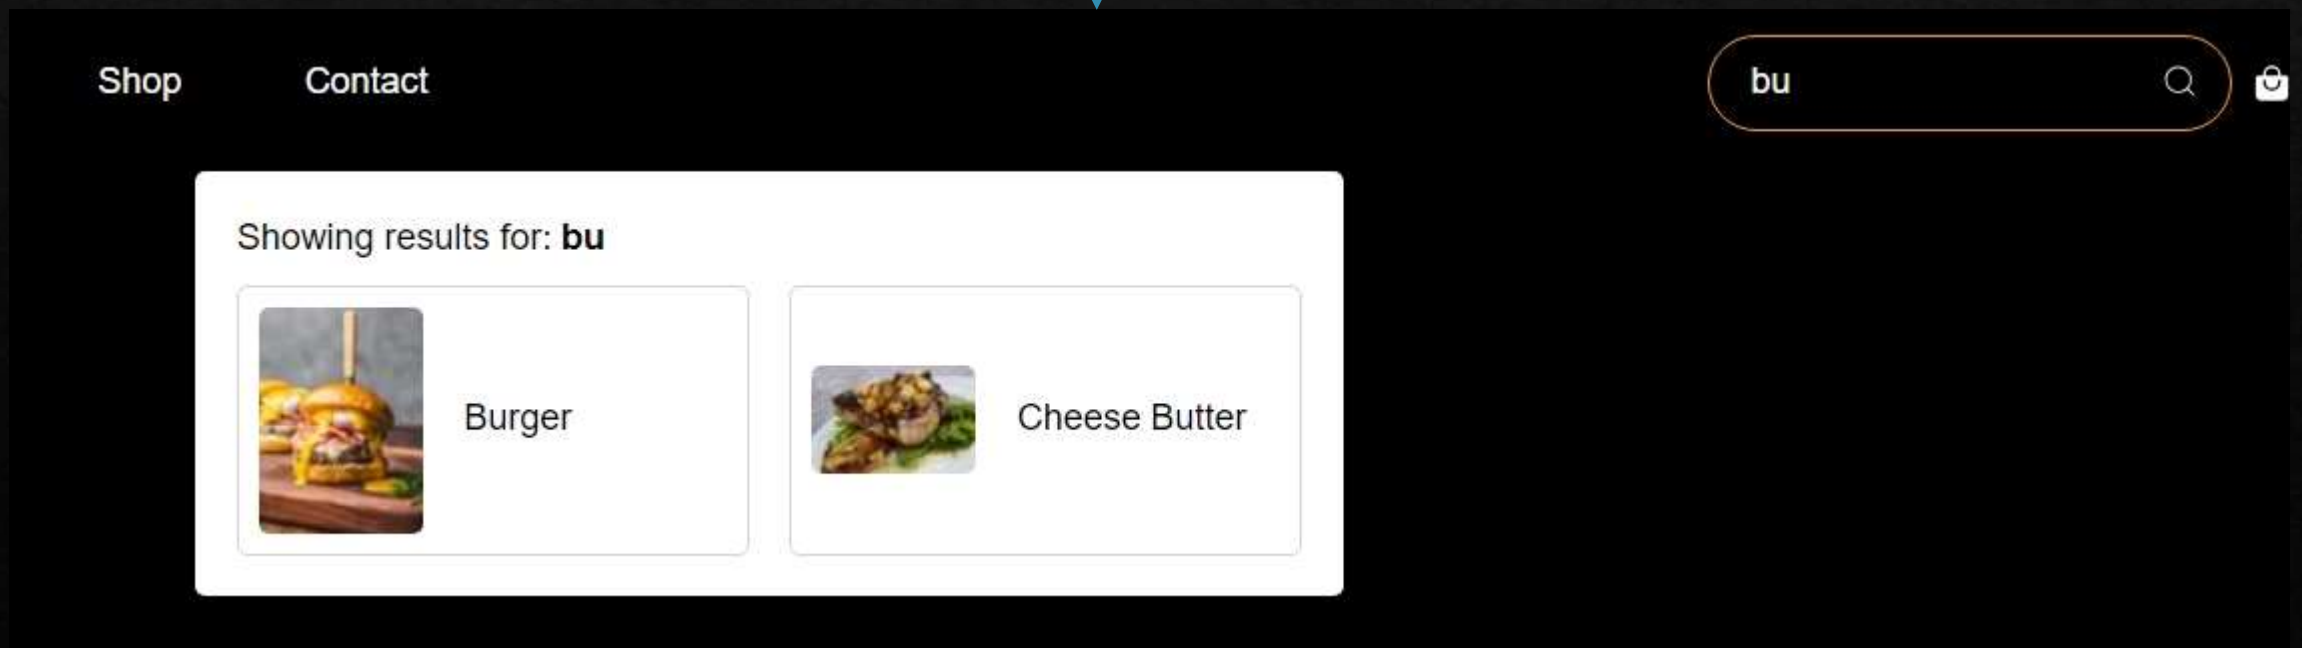 Shop Contact bu
Showing results for: bu
Burger Cheese Butter